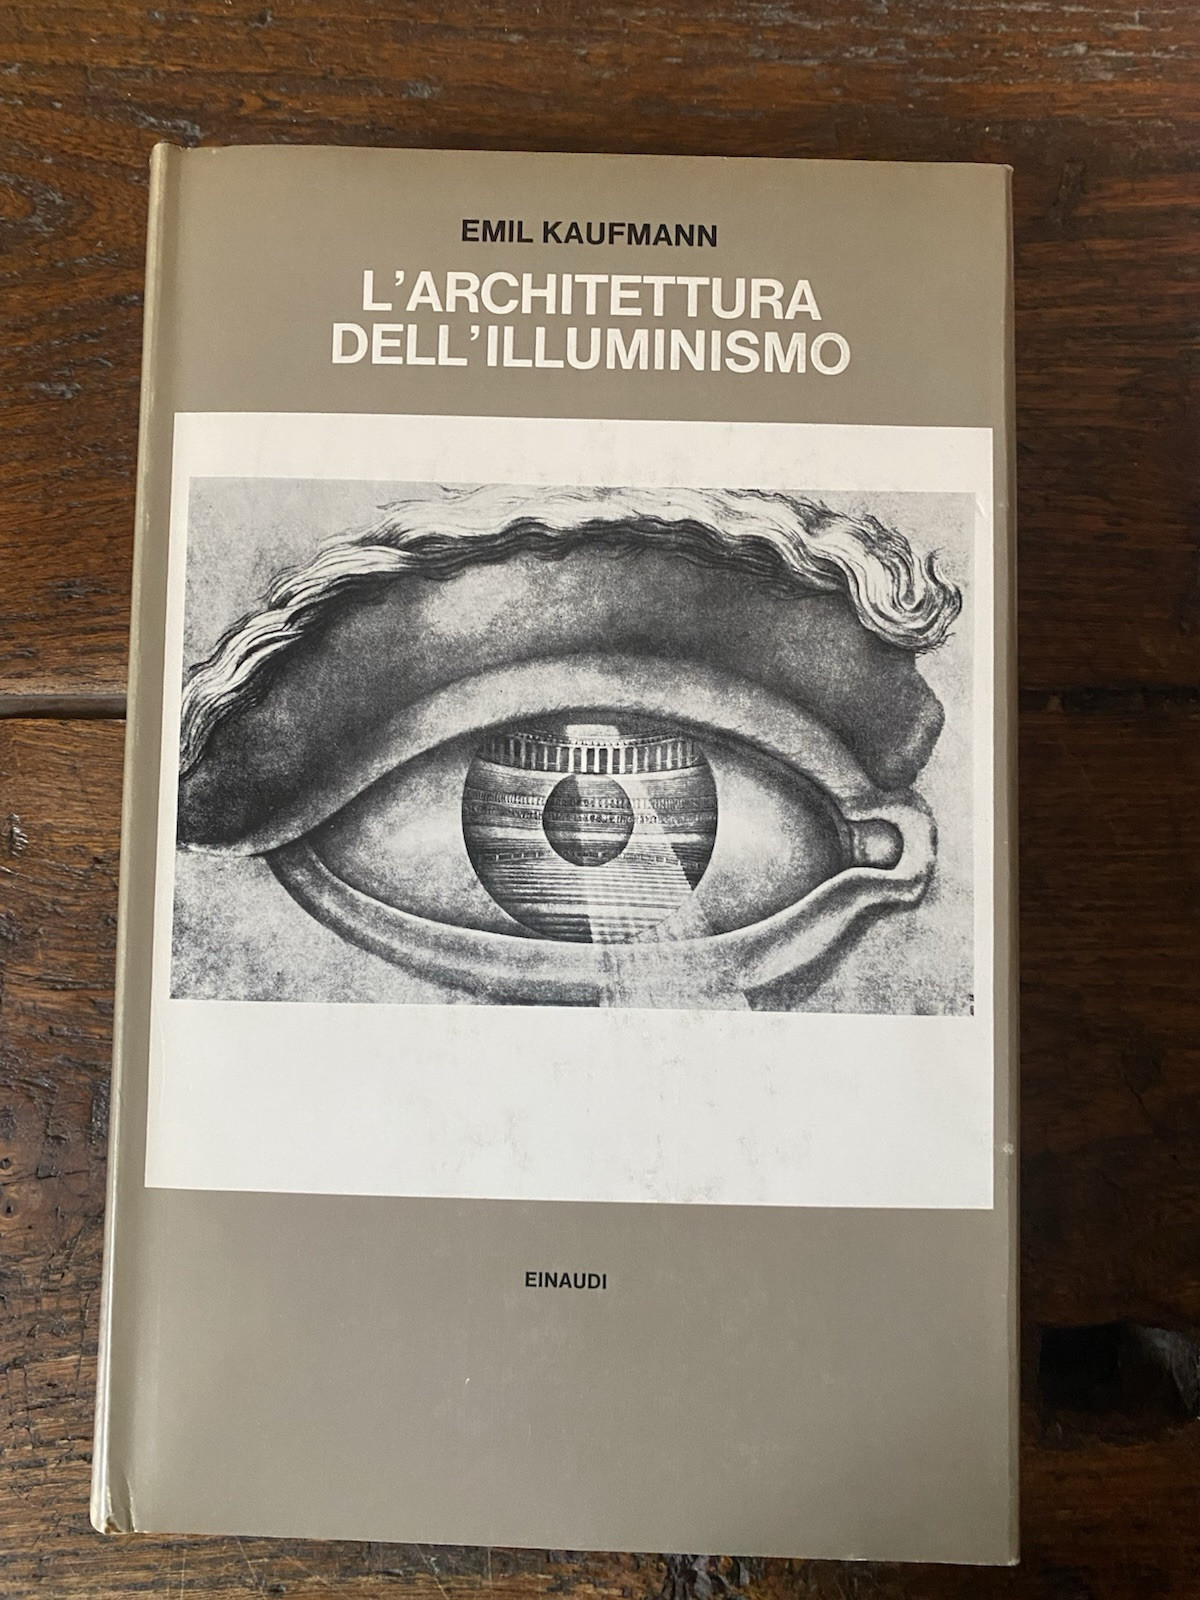 EMIL KAUFMANN
L’ARCHITETTURA
DELL’ILLUMINISMO
EINAUDI